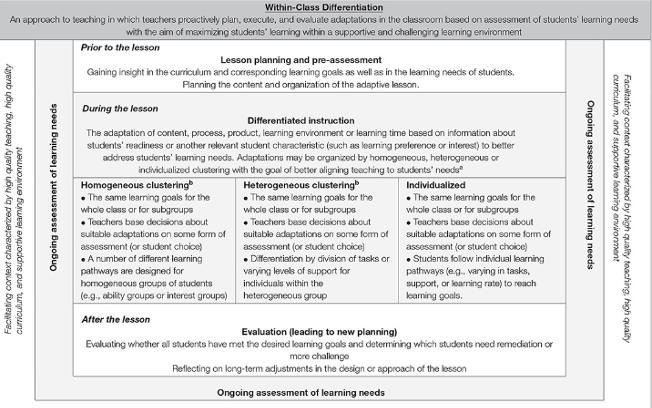 Within-Class Differentiation
An approach to teaching in which teachers proactively plan, execute, and evaluate adaptations in the classroom based on assessment of students' learning needs
with the aim of maximizing students' learning within a supportive and challenging learning environment
Facilitating context characterized by high quality teaching, high quality
curriculum, and supportive learning environment
Ongoing assessment of learning needs
Prior to the lesson
Lesson planning and pre-assessment
Gaining insight in the curriculum and corresponding learning goals as well as in the learning needs of students.
Planning the content and organization of the adaptive lesson.
During the lesson
Differentiated instruction
The adaptation of content, process, product, learning environment or learning time based on information about
students' readiness or another relevant student characteristic (such as learning preference or interest) to better
address students' learning needs. Adaptations may be organized by homogeneous, heterogeneous or
individualized clustering with the goal of better aligning teaching to students' needsa
Homogeneous clusteringb
• The same learning goals for the
whole class or for subgroups
• Teachers base decisions about
suitable adaptations on some form of
assessment (or student choice)
• A number of different learning
pathways are designed for
homogeneous groups of students
(e.g., ability groups or interest groups)
Heterogeneous clusteringb
• The same learning goals for the
whole class or for subgroups
• Teachers base decisions about
suitable adaptations on some form of
assessment (or student choice)
• Differentiation by division of tasks or
varying levels of support for
individuals within the
heterogeneous group
Individualized
• The same learning goals for the
whole class or for subgroups
• Teachers base decisions about
suitable adaptations on some form of
assessment (or student choice)
• Students follow individual learning
pathways (e.g., varying in tasks,
support, or learning rate) to reach
learning goals.
After the lesson
Evaluation (leading to new planning)
Evaluating whether all students have met the desired learning goals and determining which students need remediation or
more challenge
Reflecting on long-term adjustments in the design or approach of the lesson
Ongoing assessment of learning needs
Facilitating context characterized by high quality teaching, high quality
curriculum, and supportive learning environment
Ongoing assessment of learning needs